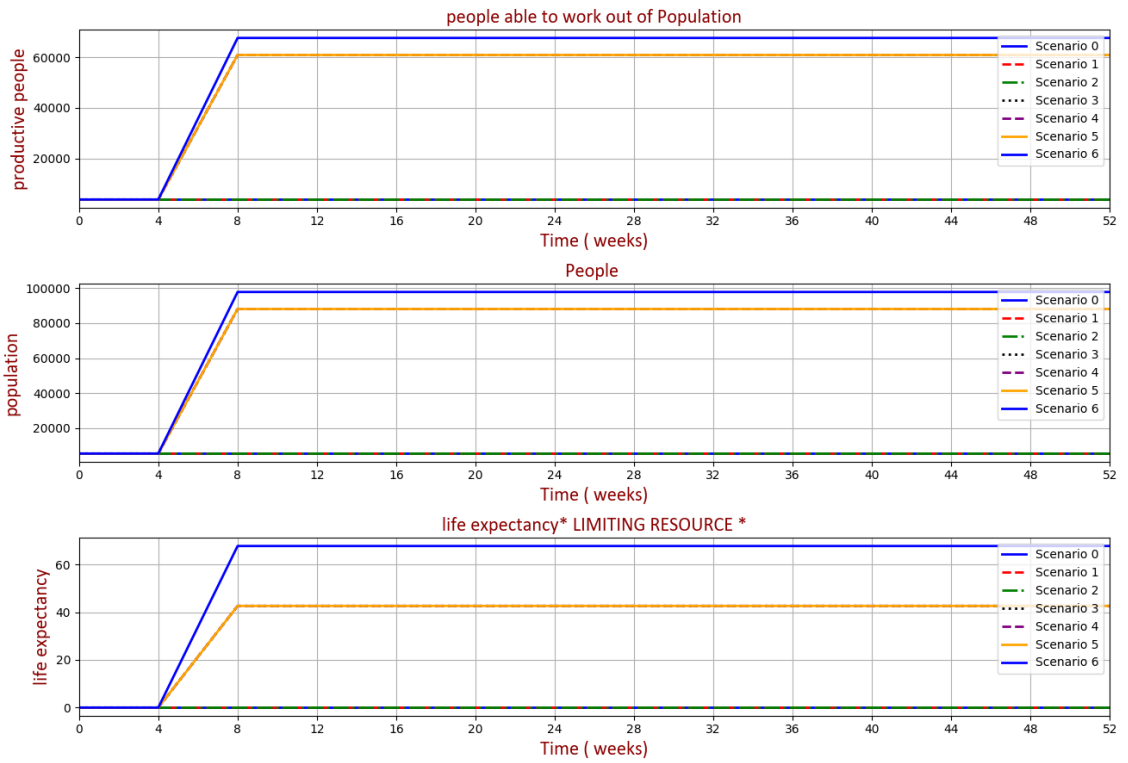 people able to work out of Population
productive people
60000
40000
20000
Scenario 0
Scenario 1
Scenario 2
Scenario 3
Scenario 4
Scenario 5
Scenario 6
0 4 8 12 16 20 24 28 32 36 40 44 48 52
Time ( weeks)
People
population
100000
80000
60000
40000
20000
Scenario 0
Scenario 1
Scenario 2
Scenario 3
Scenario 4
Scenario 5
Scenario 6
0 4 8 12 16 20 24 28 32 36 40 44 48 52
Time ( weeks)
life expectancy* LIMITING RESOURCE *
life expectancy
60
40
20
0
Scenario 0
Scenario 1
Scenario 2
Scenario 3
Scenario 4
Scenario 5
Scenario 6
0 4 8 12 16 20 24 28 32 36 40 44 48 52
Time ( weeks)